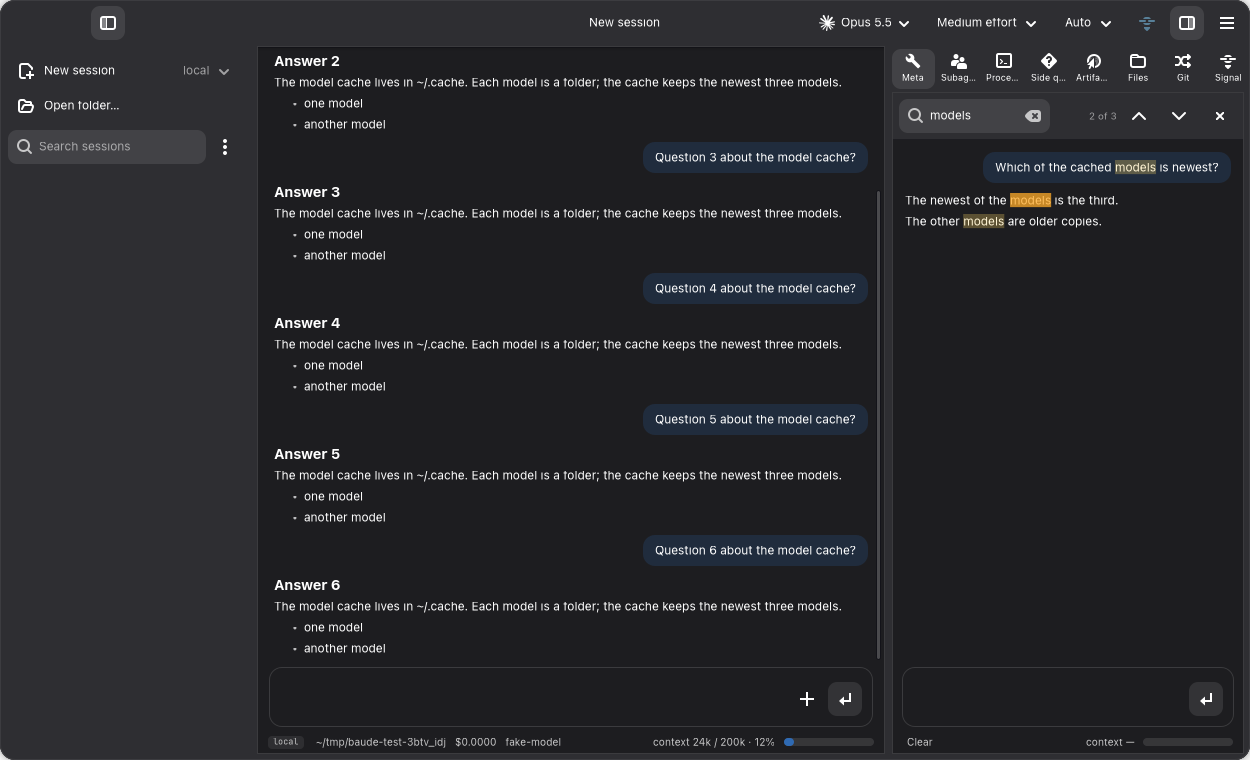 New session
Opus 5.5
Medium effort
Auto
New session
local
Open folder...
Search sessions
Answer 2
The model cache lives in ~/.cache. Each model is a folder; the cache keeps the newest three models.
- one model
- another model
Question 3 about the model cache?
Answer 3
The model cache lives in ~/.cache. Each model is a folder; the cache keeps the newest three models.
- one model
- another model
Question 4 about the model cache?
Answer 4
The model cache lives in ~/.cache. Each model is a folder; the cache keeps the newest three models.
- one model
- another model
Question 5 about the model cache?
Answer 5
The model cache lives in ~/.cache. Each model is a folder; the cache keeps the newest three models.
- one model
- another model
Question 6 about the model cache?
Answer 6
The model cache lives in ~/.cache. Each model is a folder; the cache keeps the newest three models.
- one model
- another model
local ~/tmp/baude-test-3btv_idj $0.0000 fake-model context 24k / 200k · 12%
Meta
Subag...
Proce...
Side q...
Artifa...
Files
Git
Signal
models
2 of 3
Which of the cached models is newest?
The newest of the models is the third.
The other models are older copies.
Clear
context —